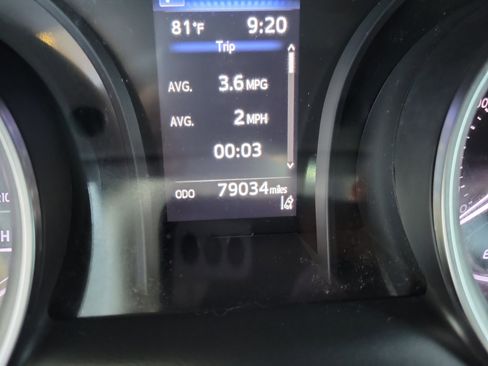 81°F 9:20
Trip
AVG. 3.6 MPG
AVG. 2 MPH
00:03
ODO 79034 miles